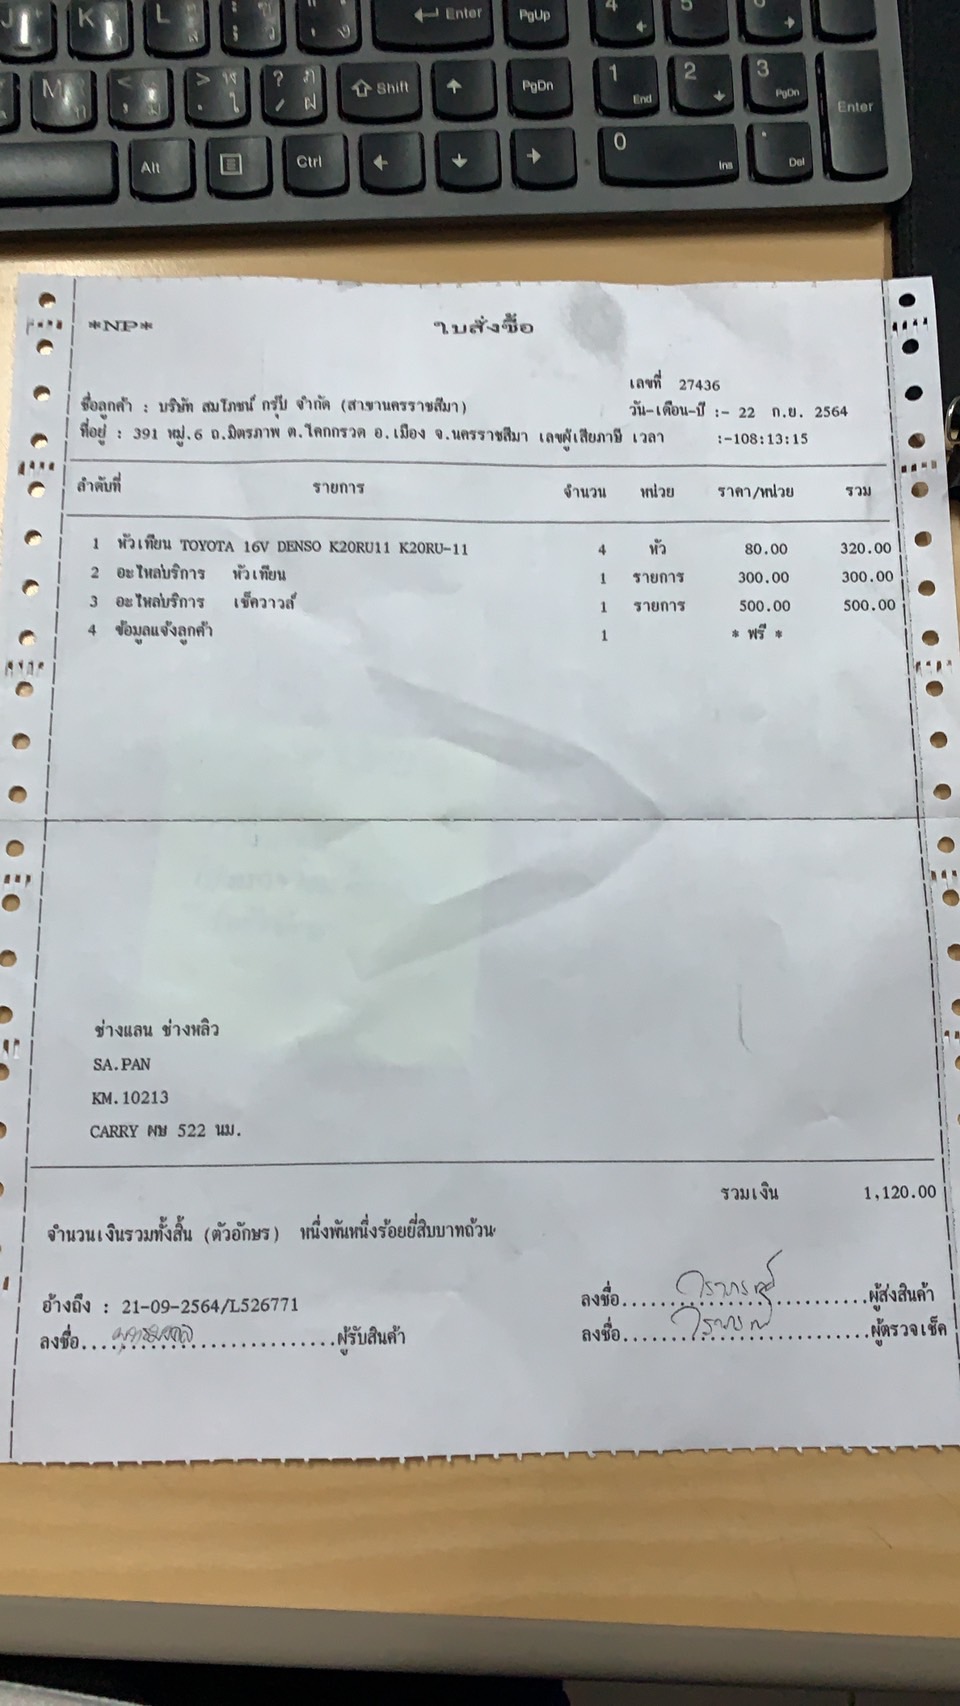 J K L Enter PgUp 4 5
M Shift PgDn 1 End 2 3 PgDn Enter
Alt Ctrl 0 Ins . Del
*NP* ใบสั่งซื้อ
เลขที่ 27436
ชื่อลูกค้า : บริษัท สมไภชน์ กรุ๊ป จำกัด (สาขานครราชสีมา) วัน-เดือน-ปี :- 22 ก.ย. 2564
ที่อยู่ : 391 หมู่.6 ถ.มิตรภาพ ต.โคกกรวด อ.เมือง จ.นครราชสีมา เลขผู้เสียภาษี เวลา :-108:13:15
ลำดับที่ รายการ จำนวน หน่วย ราคา/หน่วย รวม
1 หัวเทียน TOYOTA 16V DENSO K20RU11 K20RU-11 4 หัว 80.00 320.00
2 อะไหล่บริการ หัวเทียน 1 รายการ 300.00 300.00
3 อะไหล่บริการ เช็ควาวล์ 1 รายการ 500.00 500.00
4 ข้อมูลแจ้งลูกค้า 1 * ฟรี *
ช่างแลน ช่างหลิว
SA.PAN
KM.10213
CARRY ผษ 522 นม.
รวมเงิน 1,120.00
จำนวนเงินรวมทั้งสิ้น (ตัวอักษร) หนึ่งพันหนึ่งร้อยยี่สิบบาทถ้วน
อ้างถึง : 21-09-2564/L526771 ลงชื่อ..............................ผู้ส่งสินค้า
ลงชื่อ..............................ผู้รับสินค้า ลงชื่อ..............................ผู้ตรวจเช็ค